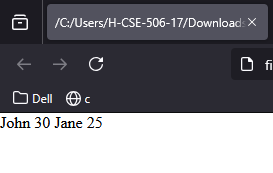 /C:/Users/H-CSE-506-17/Download
fi
Dell c
John 30 Jane 25